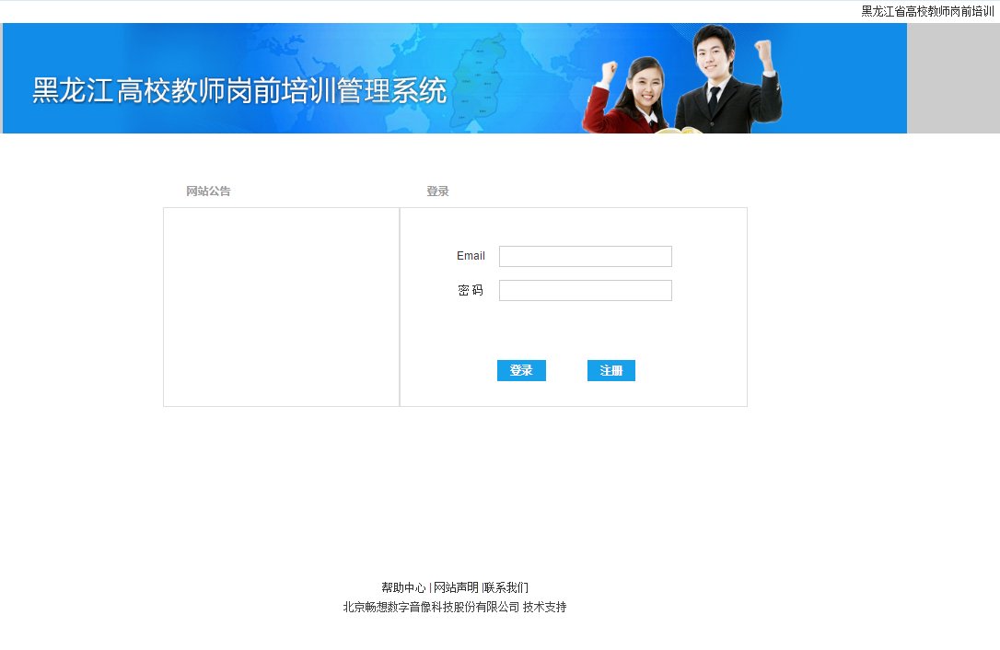 黑龙江省高校教师岗前培训
黑龙江高校教师岗前培训管理系统
网站公告
登录
Email
密 码
登录
注册
帮助中心 | 网站声明 |联系我们
北京畅想数字音像科技股份有限公司 技术支持